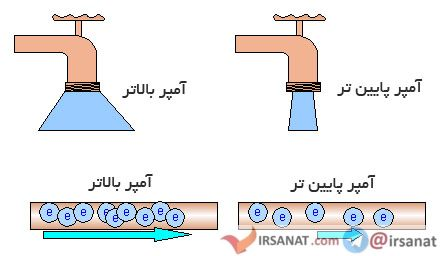 آمپر بالاتر
آمپر پایین تر
آمپر بالاتر
آمپر پایین تر
e e e e e e e e e
e e e e
IRSANAT.com @irsanat